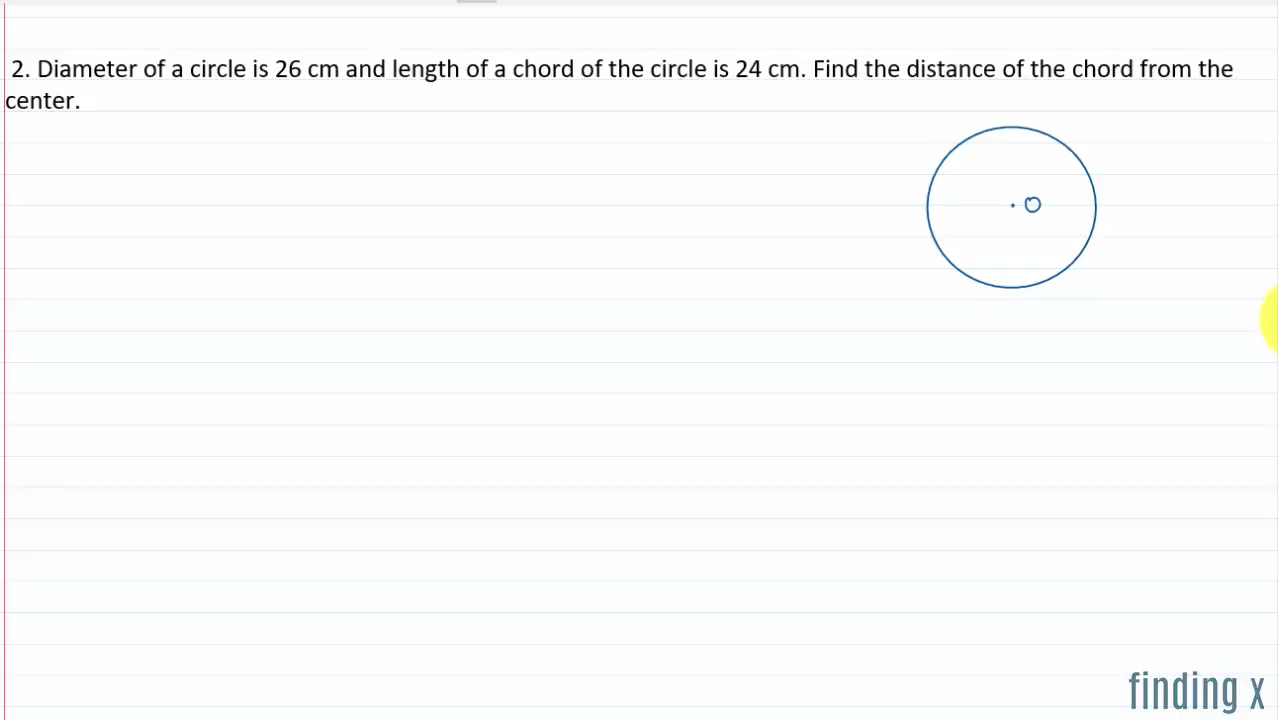 2. Diameter of a circle is 26 cm and length of a chord of the circle is 24 cm. Find the distance of the chord from the
center.
O
finding x